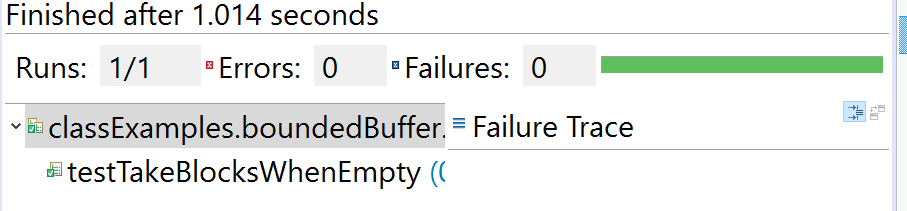 Finished after 1.014 seconds
Runs: 1/1 Errors: 0 Failures: 0
classExamples.boundedBuffer.
Failure Trace
testTakeBlocksWhenEmpty